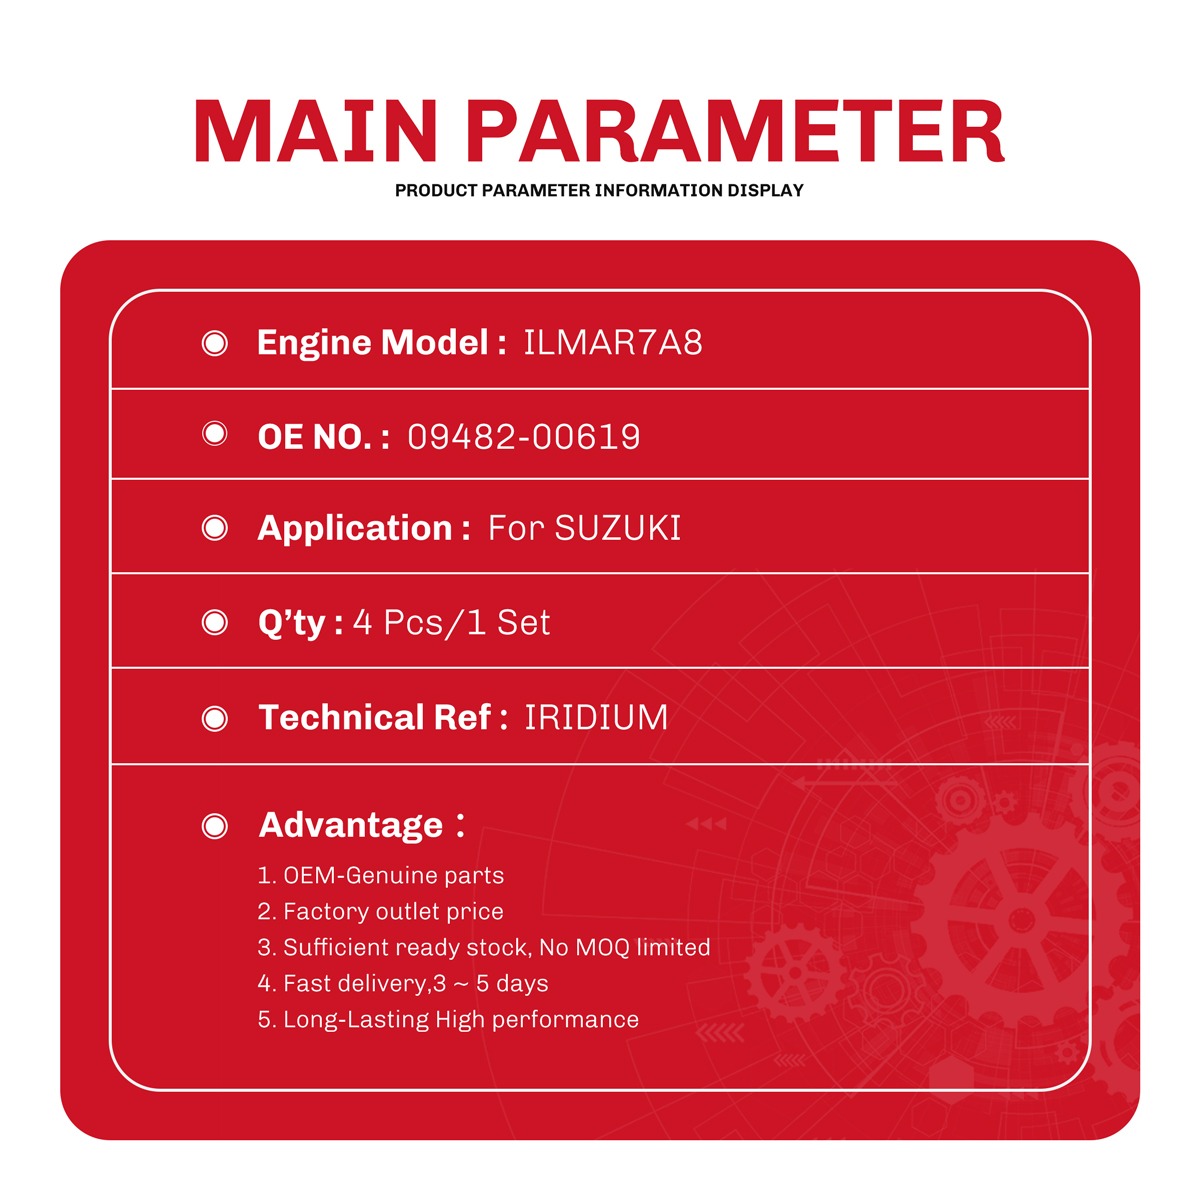 MAIN PARAMETER
PRODUCT PARAMETER INFORMATION DISPLAY
Engine Model : ILMAR7A8
OE NO. : 09482-00619
Application : For SUZUKI
Q’ty : 4 Pcs/1 Set
Technical Ref : IRIDIUM
Advantage :
1. OEM-Genuine parts
2. Factory outlet price
3. Sufficient ready stock, No MOQ limited
4. Fast delivery,3 ~ 5 days
5. Long-Lasting High performance